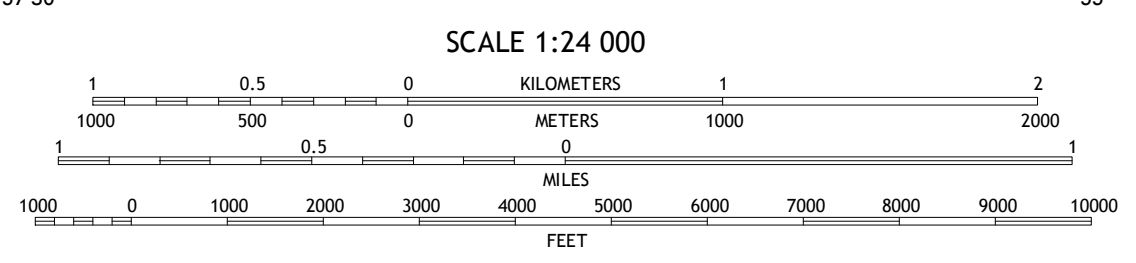 SCALE 1:24 000
1 0.5 0 KILOMETERS 1 2
1000 500 0 METERS 1000 2000
1 0.5 0 1
MILES
1000 0 1000 2000 3000 4000 5000 6000 7000 8000 9000 10000
FEET